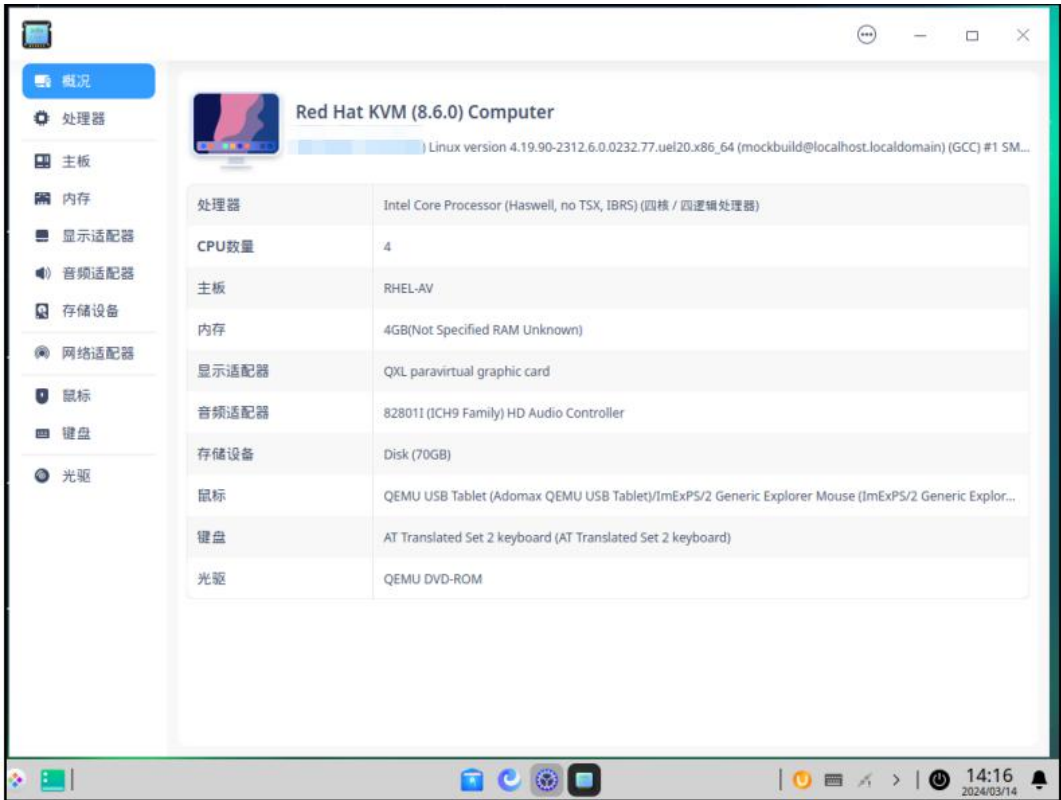 概况
处理器
主板
内存
显示适配器
音频适配器
存储设备
网络适配器
鼠标
键盘
光驱
Red Hat KVM (8.6.0) Computer
) Linux version 4.19.90-2312.6.0.0232.77.uel20.x86_64 (mockbuild@localhost.localdomain) (GCC) #1 SM...
处理器 Intel Core Processor (Haswell, no TSX, IBRS) (四核 / 四逻辑处理器)
CPU数量 4
主板 RHEL-AV
内存 4GB(Not Specified RAM Unknown)
显示适配器 QXL paravirtual graphic card
音频适配器 82801I (ICH9 Family) HD Audio Controller
存储设备 Disk (70GB)
鼠标 QEMU USB Tablet (Adomax QEMU USB Tablet)/ImExPS/2 Generic Explorer Mouse (ImExPS/2 Generic Explor...
键盘 AT Translated Set 2 keyboard (AT Translated Set 2 keyboard)
光驱 QEMU DVD-ROM
14:16
2024/03/14